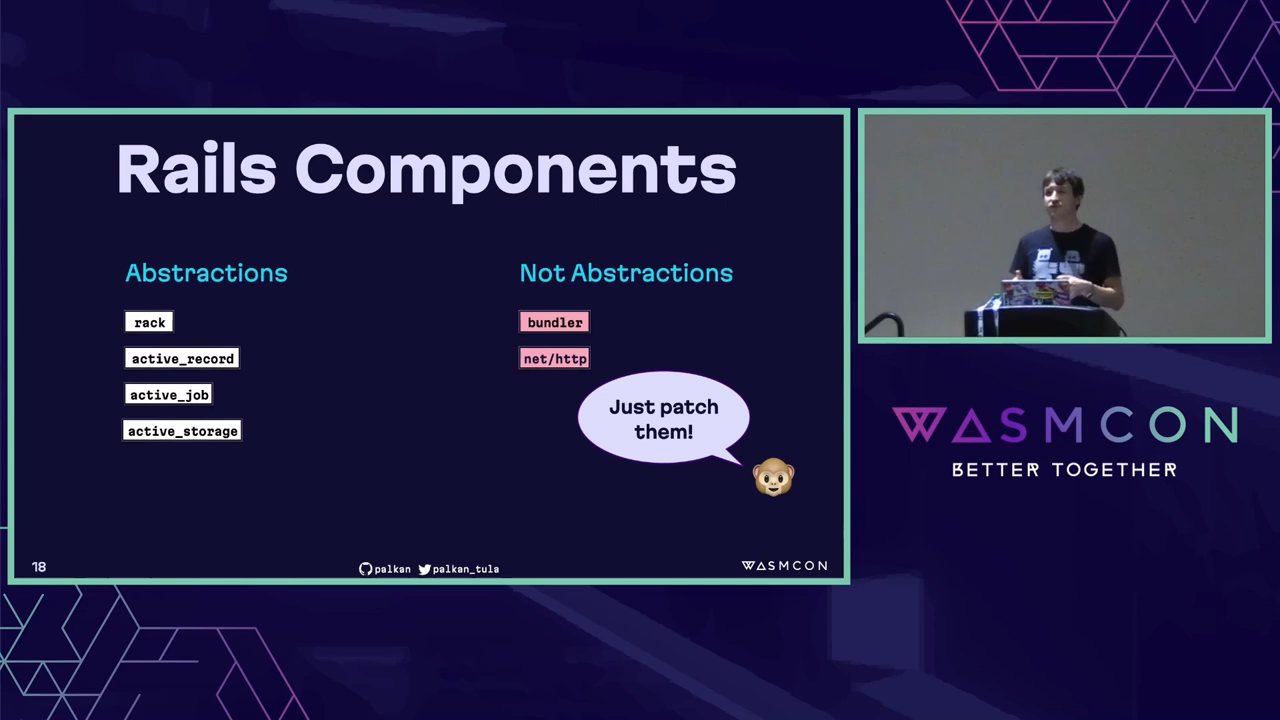 Rails Components
Abstractions
rack
active_record
active_job
active_storage
Not Abstractions
bundler
net/http
Just patch
them!
18
palkan palkan_tula
WASMCON
WASMCON
BETTER TOGETHER